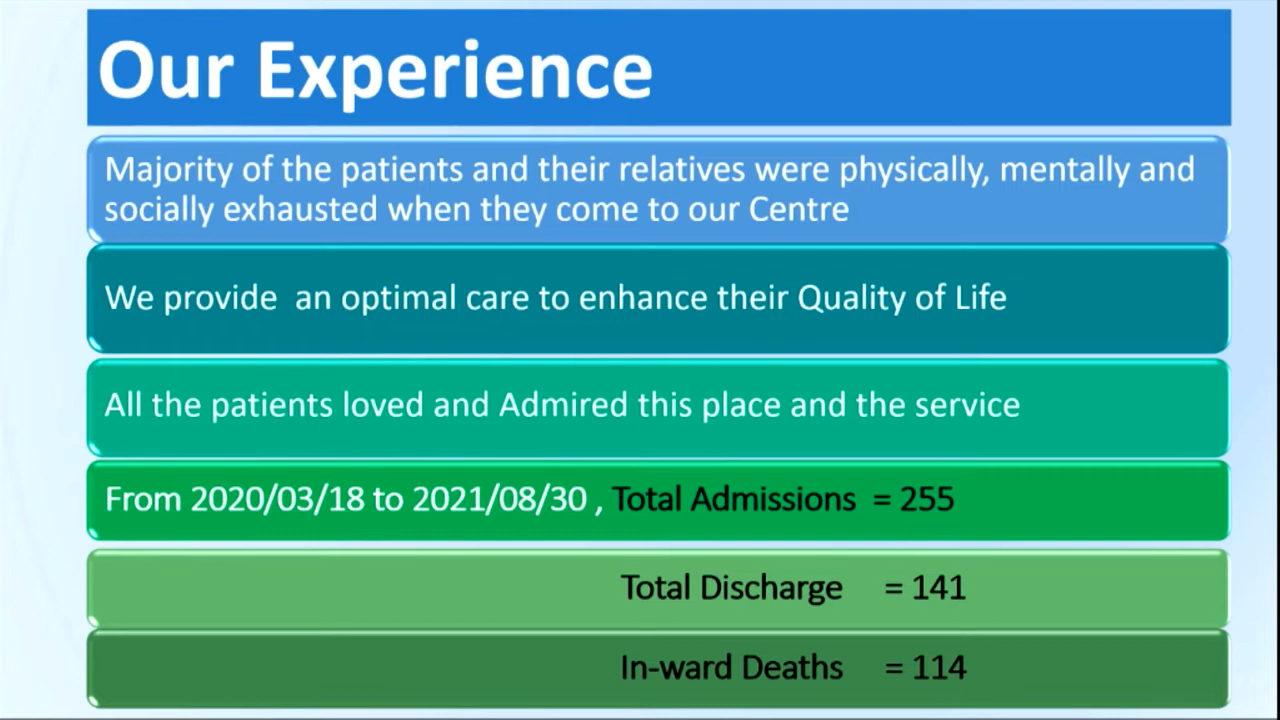 Our Experience
Majority of the patients and their relatives were physically, mentally and
socially exhausted when they come to our Centre
We provide  an optimal care to enhance their Quality of Life
All the patients loved and Admired this place and the service
From 2020/03/18 to 2021/08/30 , Total Admissions  = 255
Total Discharge    = 141
In-ward Deaths    = 114